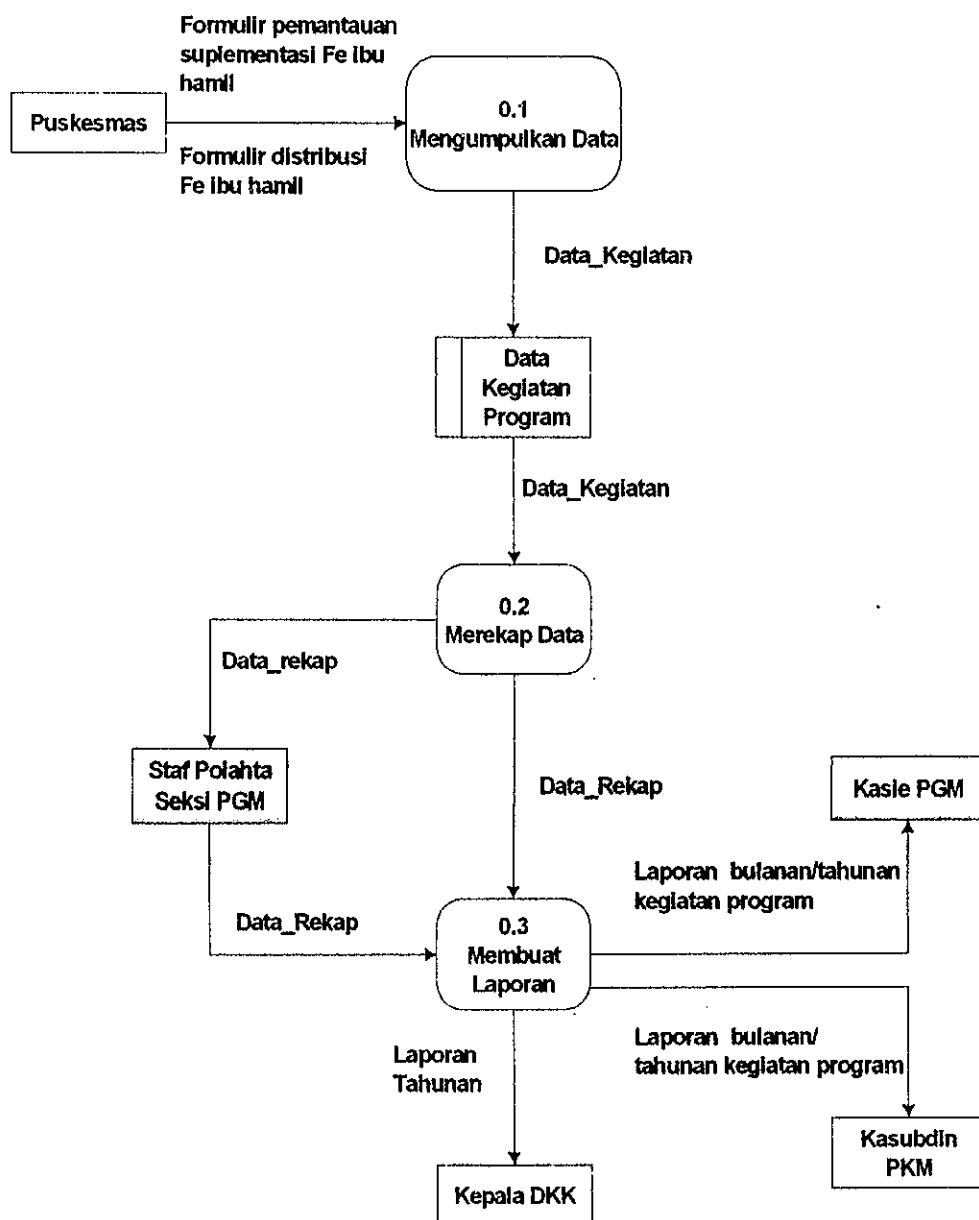 Formulir pemantauan
suplementasi Fe ibu
hamil
Puskesmas
Formulir distribusi
Fe ibu hamil
0.1
Mengumpulkan Data
Data_Kegiatan
Data
Kegiatan
Program
Data_Kegiatan
0.2
Merekap Data
Data_rekap
Staf Polahta
Seksi PGM
Data_Rekap
Kasie PGM
Laporan bulanan/tahunan
kegiatan program
Data_Rekap
0.3
Membuat
Laporan
Laporan
Tahunan
Laporan bulanan/
tahunan kegiatan program
Kasubdin
PKM
Kepala DKK